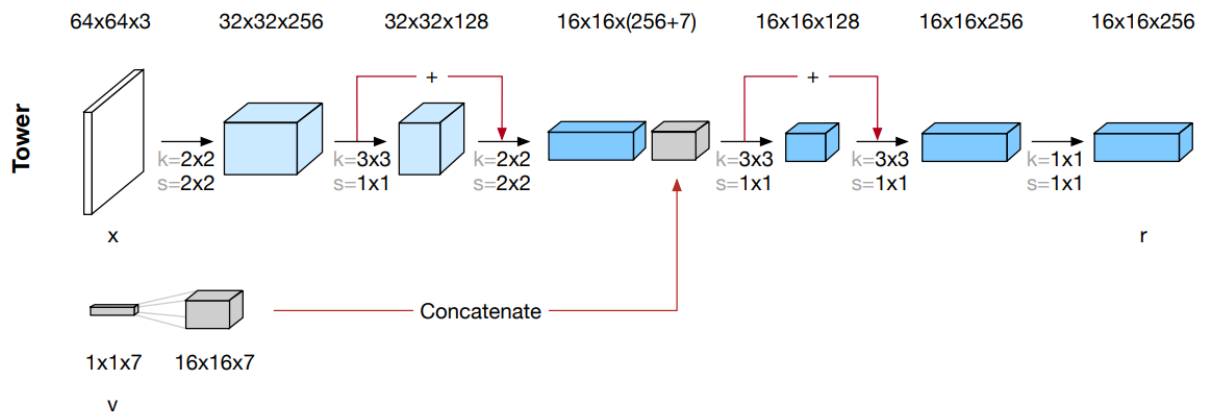 64x64x3 32x32x256 32x32x128 16x16x(256+7) 16x16x128 16x16x256 16x16x256
Tower
+ +
k=2x2 k=3x3 k=2x2 k=3x3 k=3x3 k=1x1
s=2x2 s=1x1 s=2x2 s=1x1 s=1x1 s=1x1
x r
Concatenate
1x1x7 16x16x7
v